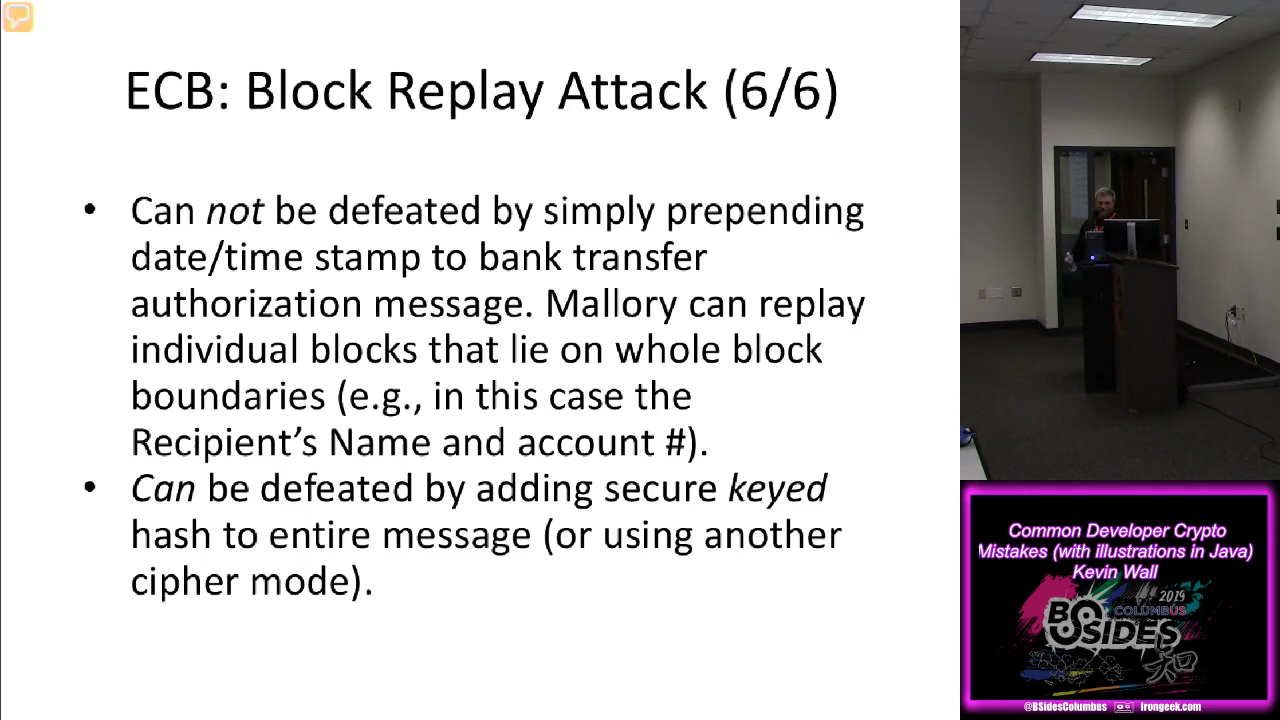 ECB: Block Replay Attack (6/6)
• Can not be defeated by simply prepending
date/time stamp to bank transfer
authorization message. Mallory can replay
individual blocks that lie on whole block
boundaries (e.g., in this case the
Recipient’s Name and account #).
• Can be defeated by adding secure keyed
hash to entire message (or using another
cipher mode).
Common Developer Crypto
Mistakes (with illustrations in Java)
Kevin Wall
2019
BSIDES
COLUMBUS
@BSidesColumbus
Irongeek.com